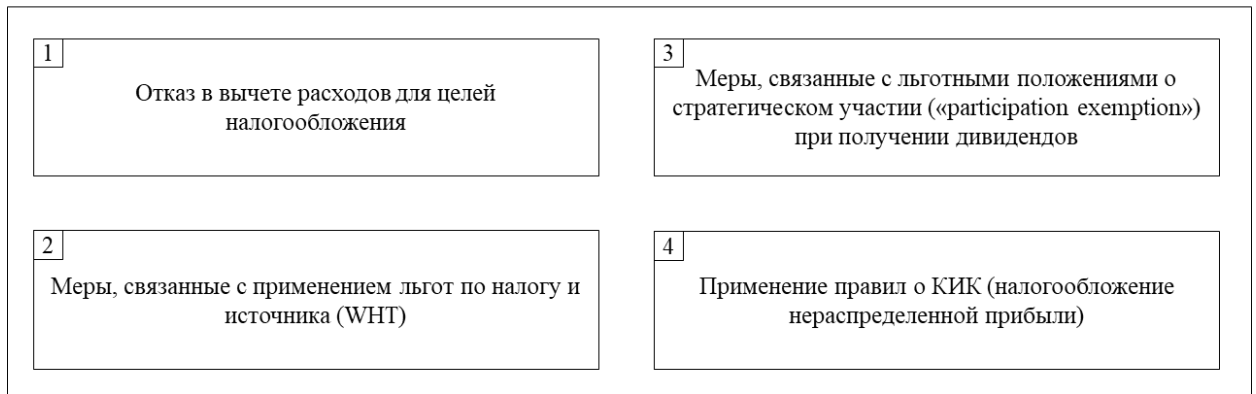 1
Отказ в вычете расходов для целей
налогообложения
2
Меры, связанные с применением льгот по налогу и
источника (WHT)
3
Меры, связанные с льготными положениями о
стратегическом участии («participation exemption»)
при получении дивидендов
4
Применение правил о КИК (налогообложение
нераспределенной прибыли)